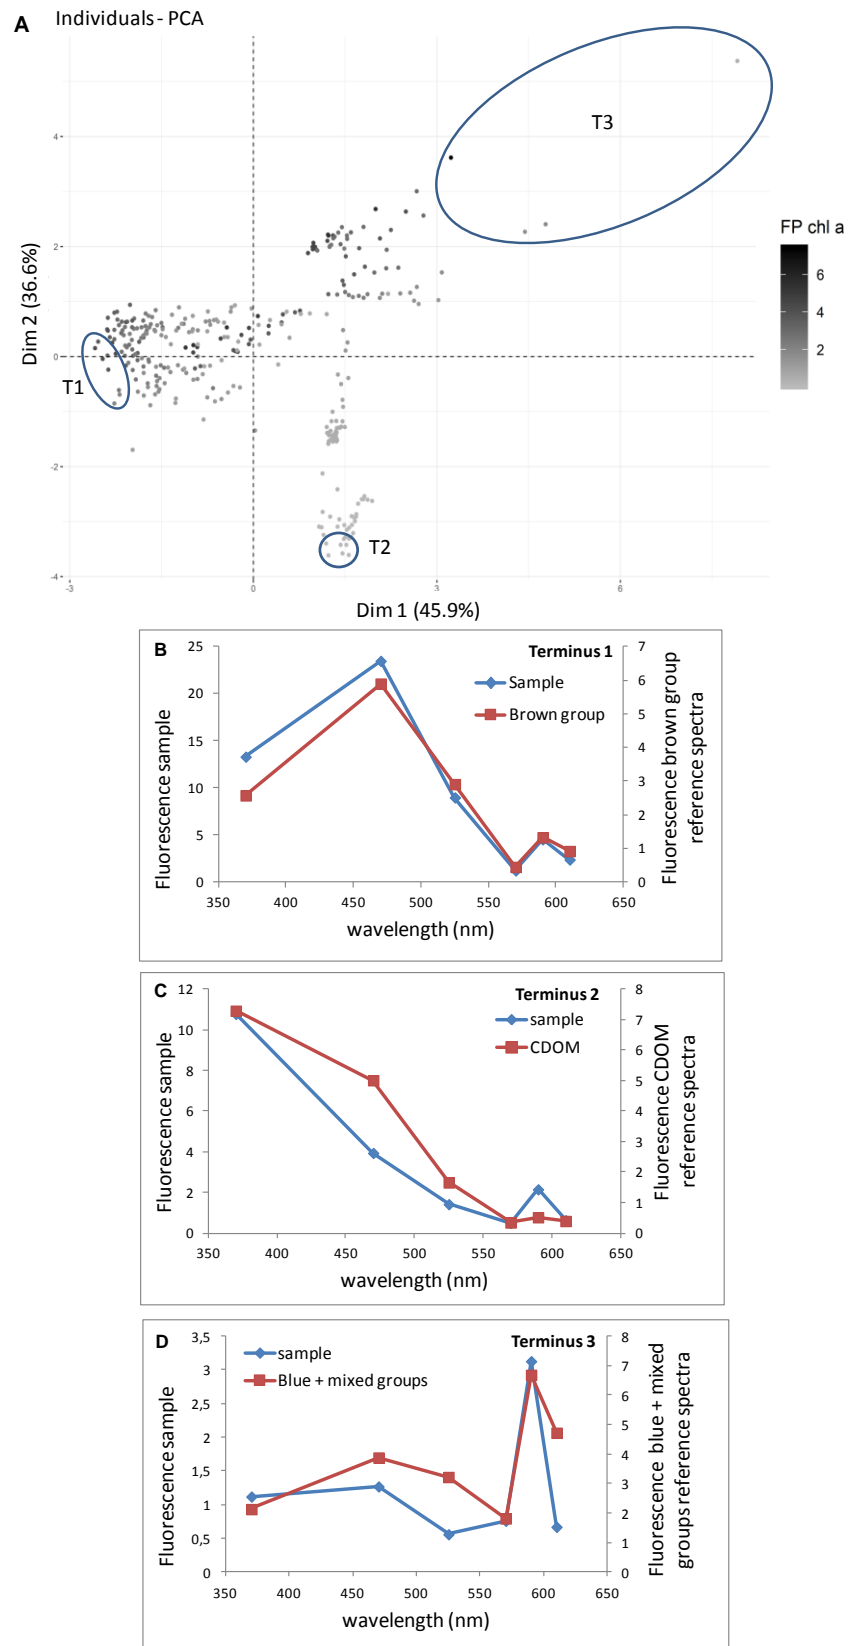 A
Individuals - PCA
T3
T1
T2
Dim 2 (36.6%)
4
2
0
-2
-4
-3
0
3
6
Dim 1 (45.9%)
FP chl a
6
4
2
B
Terminus 1
Sample
Brown group
Fluorescence sample
25
20
15
10
5
0
7
6
5
4
3
2
1
0
Fluorescence brown group
reference spectra
350 400 450 500 550 600 650
wavelength (nm)
C
Terminus 2
sample
CDOM
Fluorescence sample
12
10
8
6
4
2
0
8
7
6
5
4
3
2
1
0
Fluorescence CDOM
reference spectra
350 400 450 500 550 600 650
wavelength (nm)
D
Terminus 3
sample
Blue + mixed groups
Fluorescence sample
3,5
3
2,5
2
1,5
1
0,5
0
8
7
6
5
4
3
2
1
0
Fluorescence blue + mixed
groups reference spectra
350 400 450 500 550 600 650
wavelength (nm)